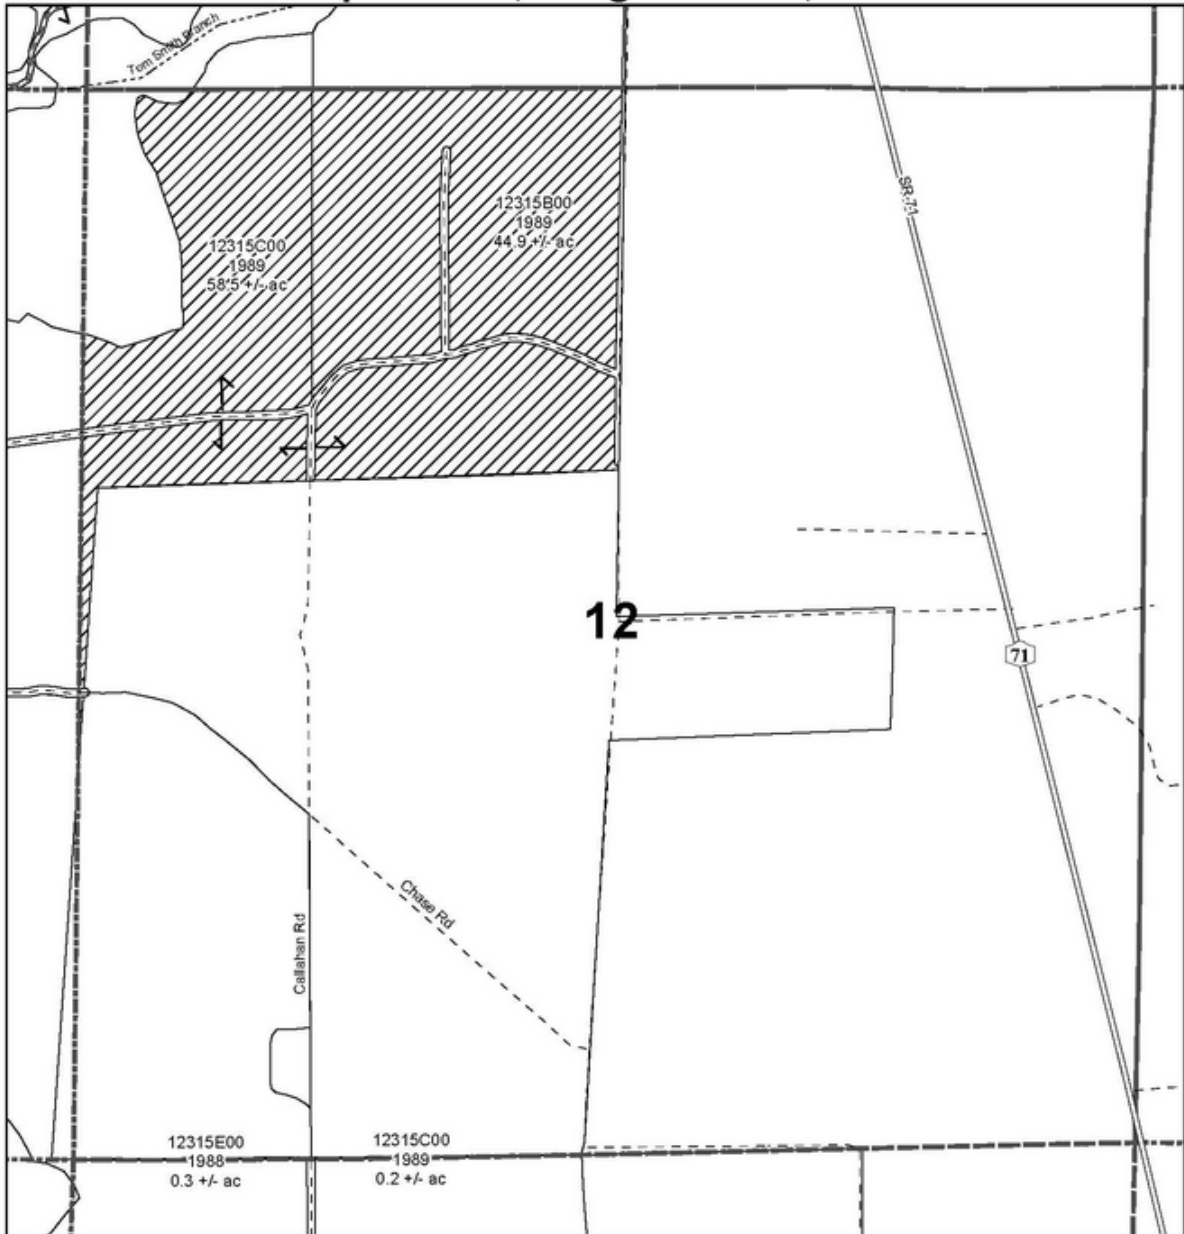 Tom Smith Branch
SR 71
12315B00
1989
44.9 +/- ac
12315C00
1989
58.5 +/- ac
12
71
Chase Rd
Callahan Rd
12315E00
1988
0.3 +/- ac
12315C00
1989
0.2 +/- ac